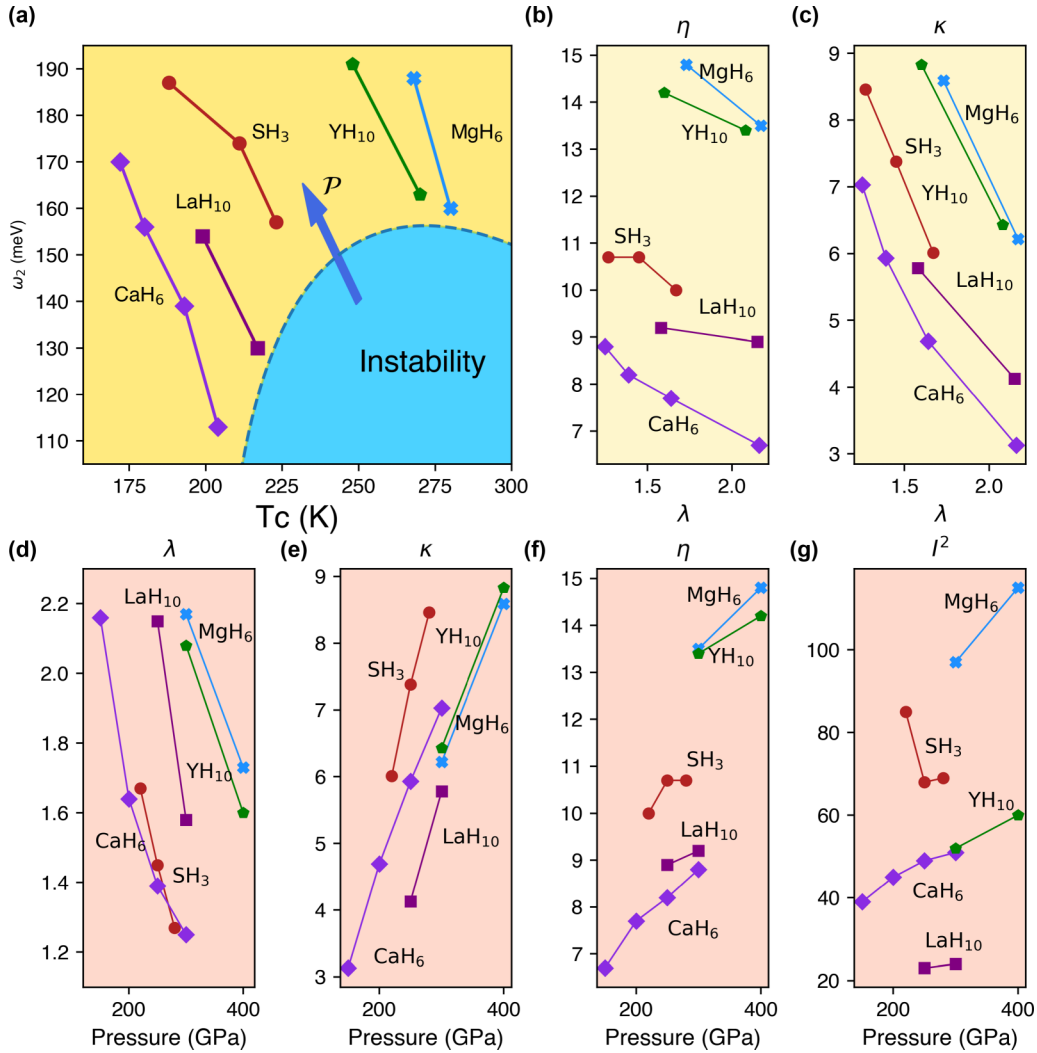 (a)
190
180
170
160
150
140
130
120
110
ω₂ (meV)
SH₃
YH₁₀
MgH₆
LaH₁₀
𝒫
CaH₆
Instability
175
200
225
250
275
300
Tc (K)
(b)
η
15
14
13
12
11
10
9
8
7
MgH₆
YH₁₀
SH₃
LaH₁₀
CaH₆
1.5
2.0
λ
(c)
κ
9
8
7
6
5
4
3
MgH₆
SH₃
YH₁₀
LaH₁₀
CaH₆
1.5
2.0
λ
(d)
λ
2.2
2.0
1.8
1.6
1.4
1.2
LaH₁₀
MgH₆
YH₁₀
CaH₆
SH₃
200
400
Pressure (GPa)
(e)
κ
9
8
7
6
5
4
3
YH₁₀
SH₃
MgH₆
LaH₁₀
CaH₆
200
400
Pressure (GPa)
(f)
η
15
14
13
12
11
10
9
8
7
MgH₆
YH₁₀
SH₃
LaH₁₀
CaH₆
200
400
Pressure (GPa)
(g)
I²
100
80
60
40
20
MgH₆
SH₃
YH₁₀
CaH₆
LaH₁₀
200
400
Pressure (GPa)